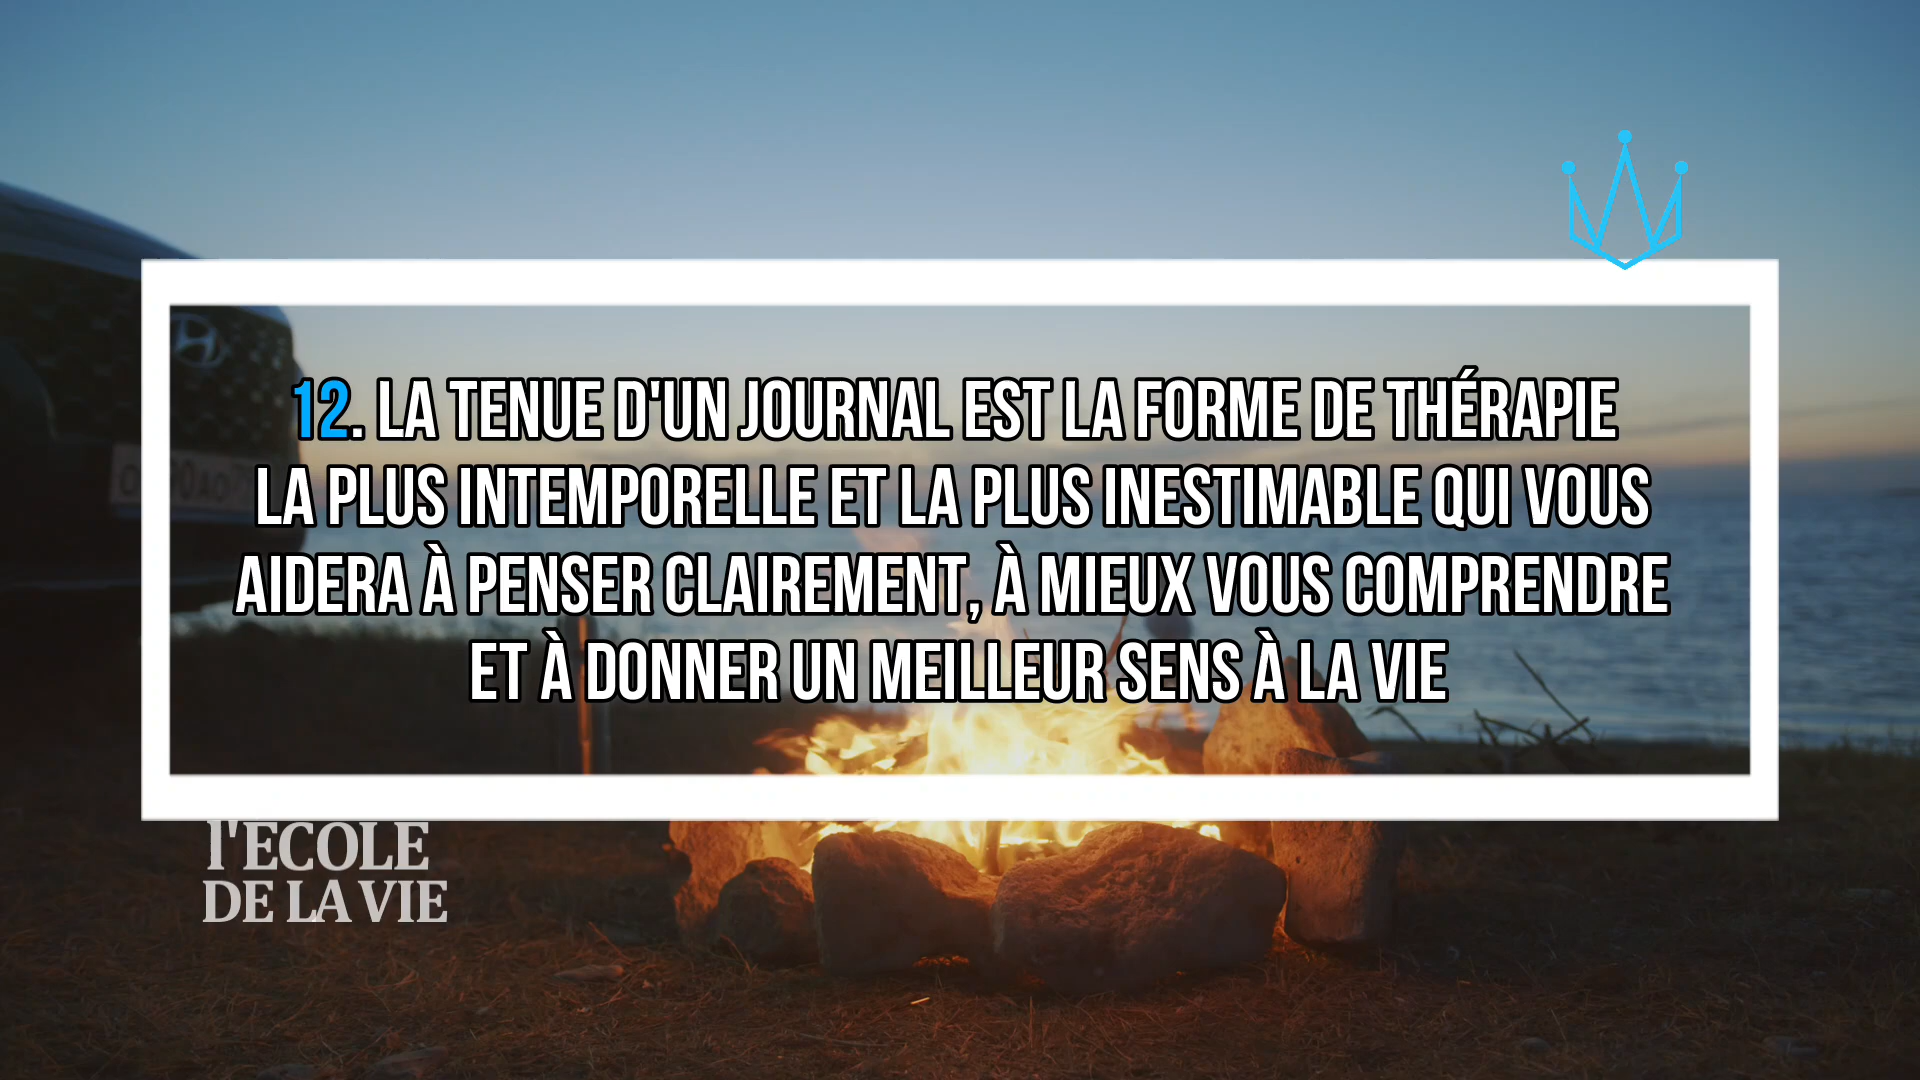 12. LA TENUE D'UN JOURNAL EST LA FORME DE THÉRAPIE
LA PLUS INTEMPORELLE ET LA PLUS INESTIMABLE QUI VOUS
AIDERA À PENSER CLAIREMENT, À MIEUX VOUS COMPRENDRE
ET À DONNER UN MEILLEUR SENS À LA VIE
l'ECOLE
DE LA VIE